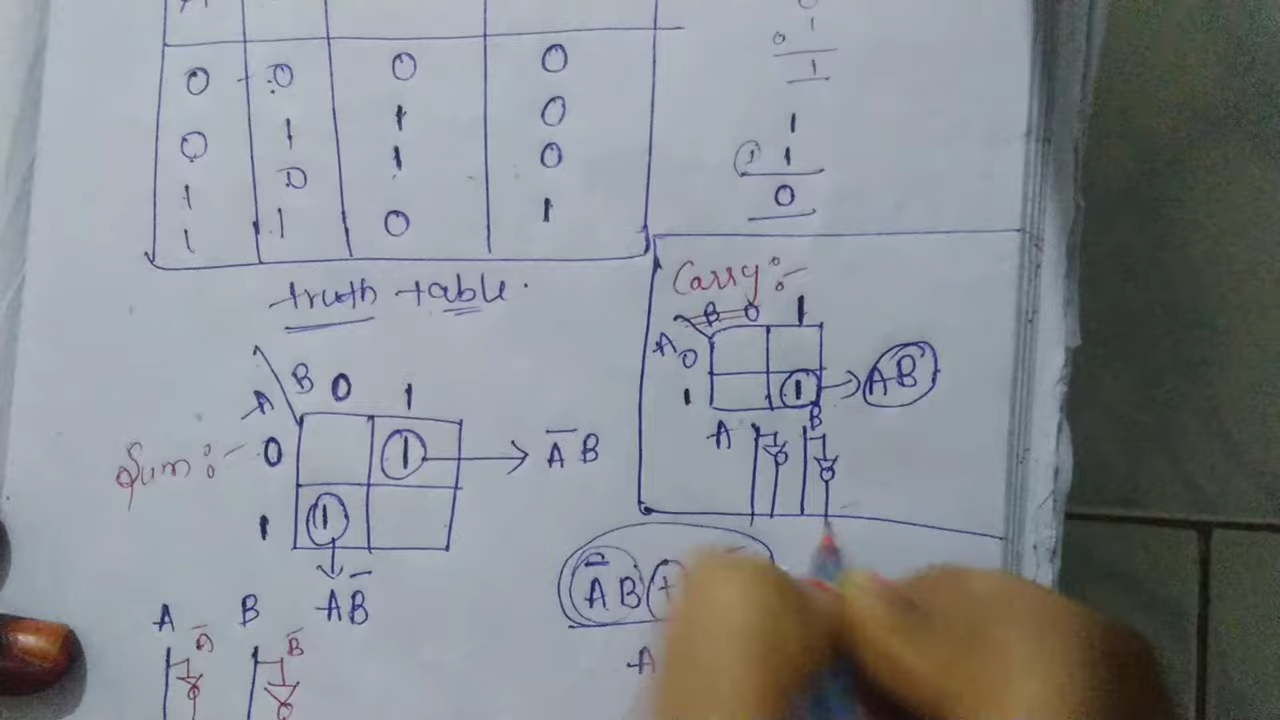 0 0 0 0
0 1 1 0
1 0 1 0
1 1 0 1
0
1
1
1
(1) 1
0
truth table.
Carry:-
B 0 1
A 0
1 1 → AB
A B
B 0 1
A
Sum:- 0 1 → A̅B
1 1
AB̅
A B
B̅
A̅B +
A